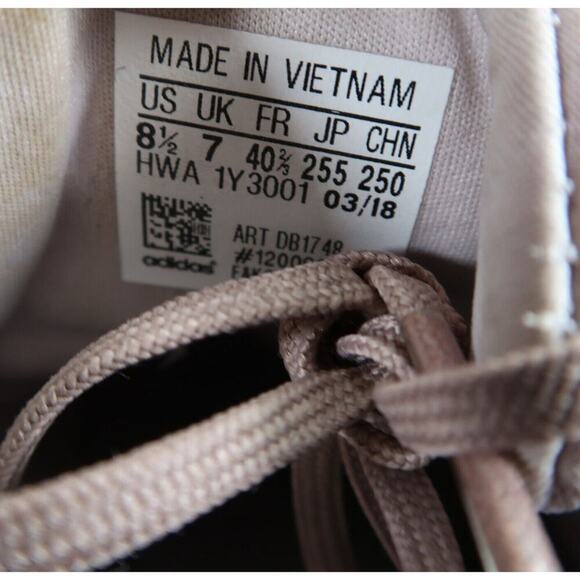 MADE IN VIETNAM
US UK FR JP CHN
8½ 7 40⅔ 255 250
HWA 1Y3001 03/18
ART DB1748
adidas